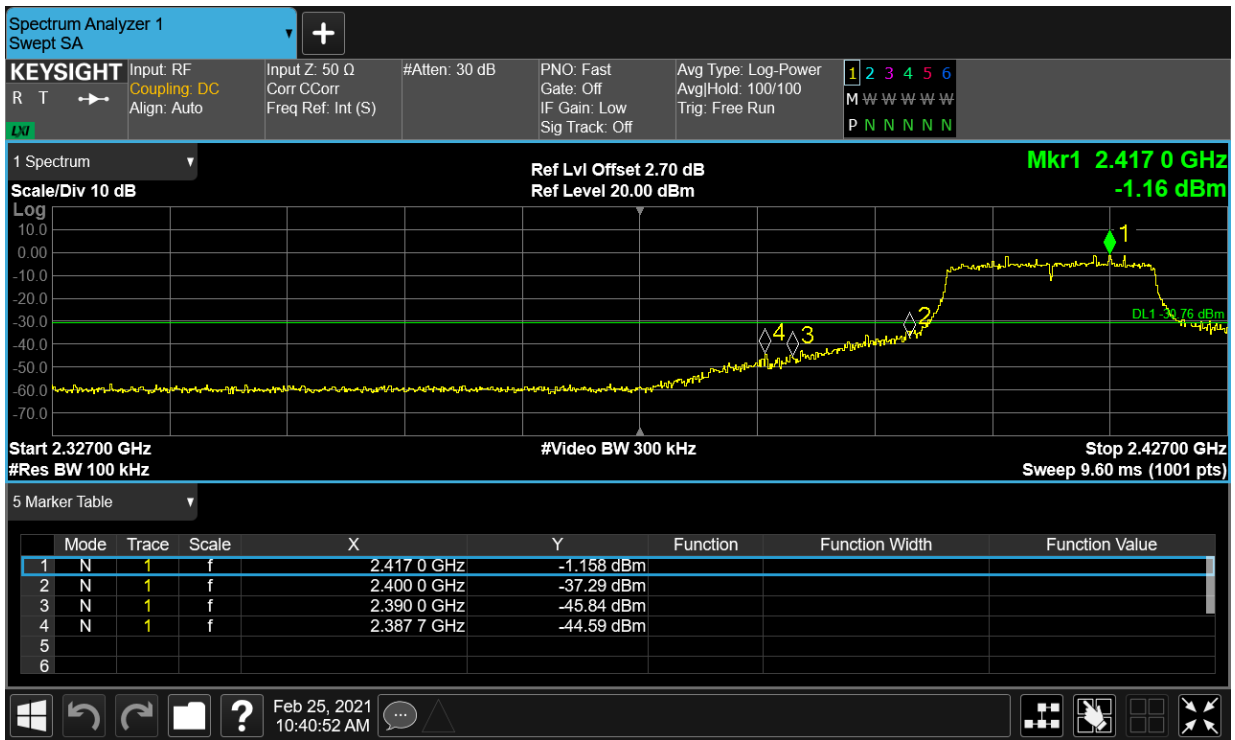 Spectrum Analyzer 1
Swept SA
+
KEYSIGHT Input: RF Input Z: 50 Ω #Atten: 30 dB PNO: Fast Avg Type: Log-Power 1 2 3 4 5 6
R T Coupling: DC Corr CCorr Gate: Off Avg|Hold: 100/100 M W W W W W
Align: Auto Freq Ref: Int (S) IF Gain: Low Trig: Free Run
LXI Sig Track: Off P N N N N N N
1 Spectrum Ref Lvl Offset 2.70 dB Mkr1 2.417 0 GHz
Scale/Div 10 dB Ref Level 20.00 dBm -1.16 dBm
Log
10.0
0.00
-10.0
-20.0
-30.0
-40.0
-50.0
-60.0
-70.0
1
2
DL1 -30.76 dBm
4 3
Start 2.32700 GHz #Video BW 300 kHz Stop 2.42700 GHz
#Res BW 100 kHz Sweep 9.60 ms (1001 pts)
5 Marker Table
Mode Trace Scale X Y Function Function Width Function Value
1 N 1 f 2.417 0 GHz -1.158 dBm
2 N 1 f 2.400 0 GHz -37.29 dBm
3 N 1 f 2.390 0 GHz -45.84 dBm
4 N 1 f 2.387 7 GHz -44.59 dBm
5
6
? Feb 25, 2021
10:40:52 AM